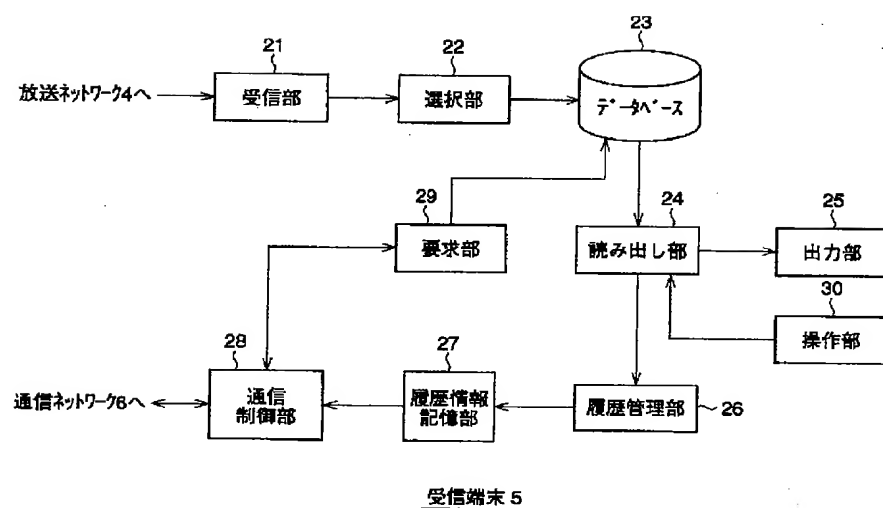 21
22
23
放送ネットワーク4へ
受信部
選択部
データベース
29
24
25
要求部
読み出し部
出力部
30
操作部
28
27
通信ネットワーク6へ
通信
制御部
履歴情報
記憶部
履歴管理部
26
受信端末5